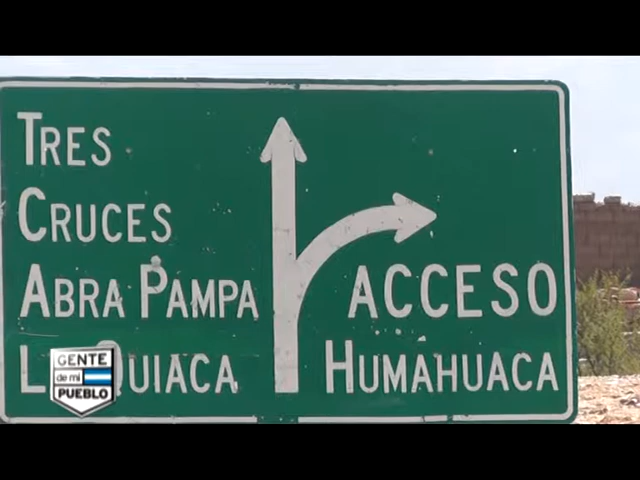 TRES
CRUCES
ABRA PAMPA
L QUIACA
ACCESO
HUMAHUACA
GENTE
de mi
PUEBLO